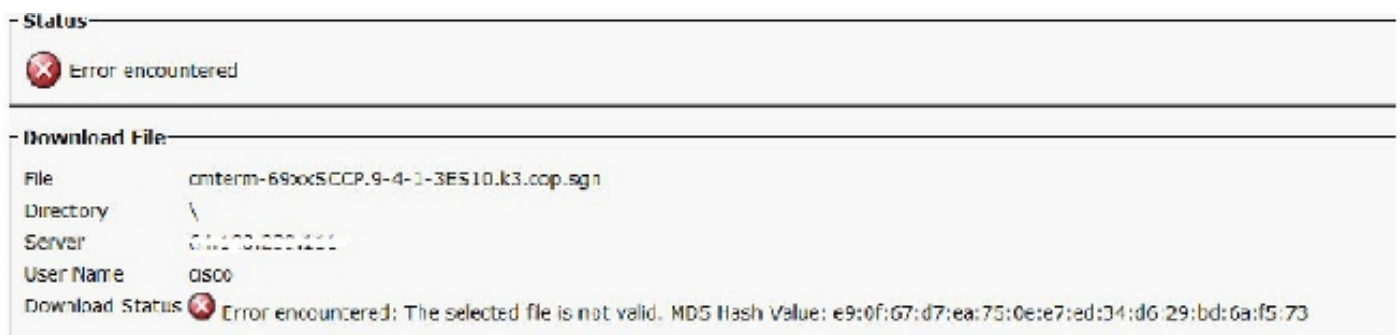 Status
Error encountered
Download File
File cmterm-69xxSCCP.9-4-1-3ES10.k3.cop.sgn
Directory \
Server
User Name cisco
Download Status Error encountered: The selected file is not valid. MD5 Hash Value: e9:0f:67:d7:ea:75:0e:e7:ed:34:d6:29:bd:6a:f5:73